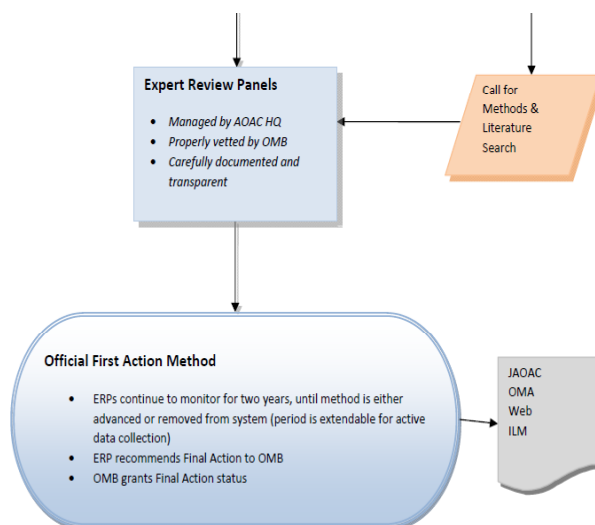 Expert Review Panels
• Managed by AOAC HQ
• Properly vetted by OMB
• Carefully documented and
transparent
Call for
Methods &
Literature
Search
Official First Action Method
• ERPs continue to monitor for two years, until method is either
advanced or removed from system (period is extendable for active
data collection)
• ERP recommends Final Action to OMB
• OMB grants Final Action status
JAOAC
OMA
Web
ILM